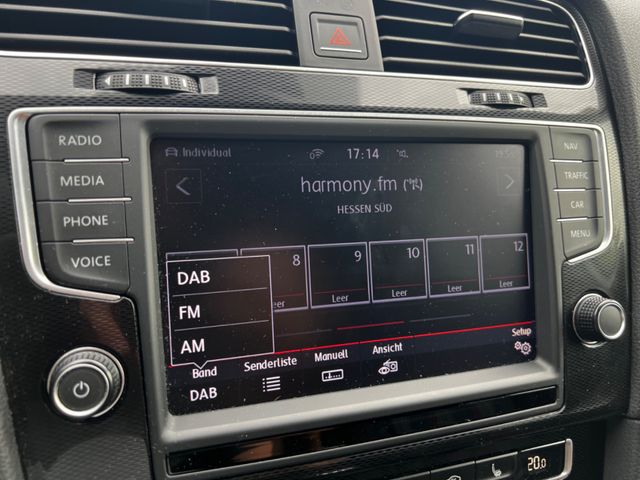 RADIO
MEDIA
PHONE
VOICE
NAV
TRAFFIC
CAR
MENU
Individual 17:14
harmony.fm
HESSEN SÜD
8 9 10 11 12
Leer Leer Leer Leer
DAB
FM
AM
Band Senderliste Manuell Ansicht Setup
DAB
20.0